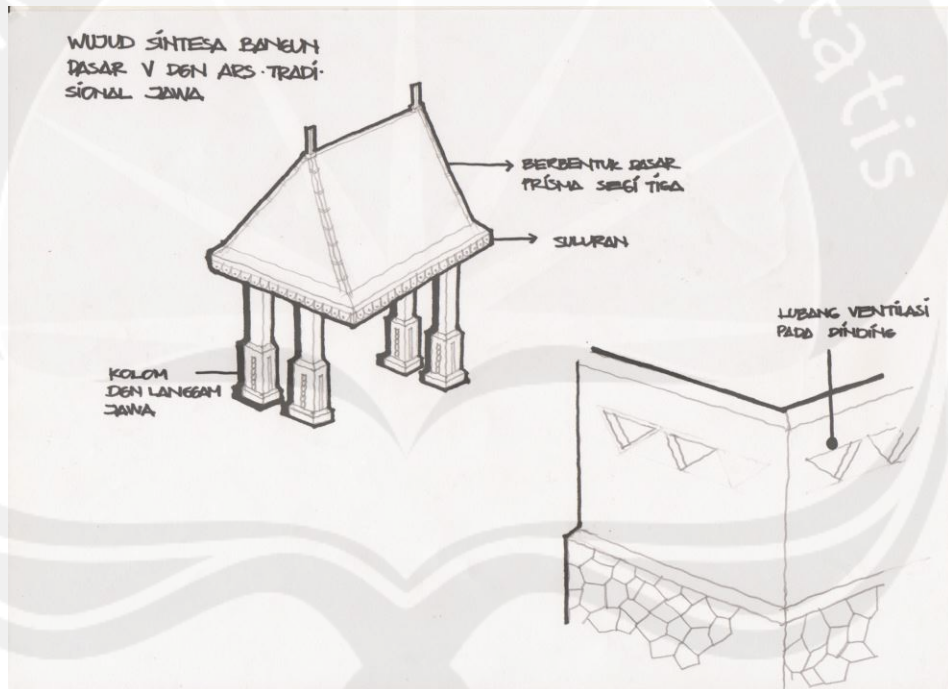 WUJUD SINTESA BANGUN
DASAR V DGN ARS. TRADI-
SIONAL JAWA
BERBENTUK DASAR
PRISMA SEGI TIGA
SULURAN
LUBANG VENTILASI
PADA DINDING
KOLOM
DGN LANGGAM
JAWA
tatis